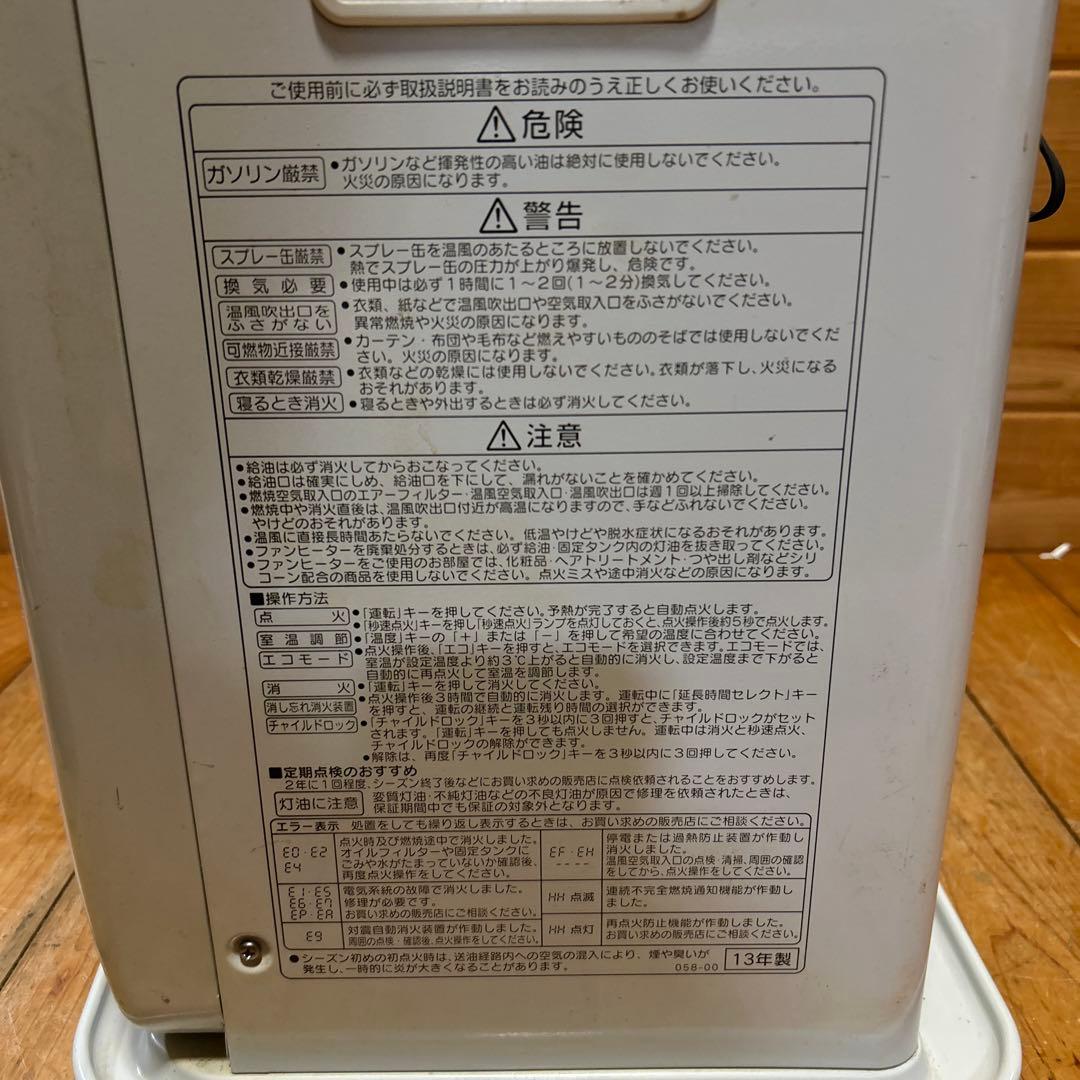 ご使用前に必ず取扱説明書をお読みのうえ正しくお使いください。
⚠危険
ガソリン厳禁 ●ガソリンなど揮発性の高い油は絶対に使用しないでください。
火災の原因になります。
⚠警告
スプレー缶厳禁 ●スプレー缶を温風のあたるところに放置しないでください。
熱でスプレー缶の圧力が上がり爆発し、危険です。
換気必要 ●使用中は必ず1時間に1〜2回(1〜2分)換気してください。
温風吹出口を
ふさがない
●衣類、紙などで温風吹出口や空気取入口をふさがないでください。
異常燃焼や火災の原因になります。
可燃物近接厳禁 ●カーテン・布団や毛布など燃えやすいもののそばでは使用しないでくだ
さい。火災の原因になります。
衣類乾燥厳禁 ●衣類などの乾燥には使用しないでください。衣類が落下し、火災になる
おそれがあります。
寝るとき消火 ●寝るときや外出するときは必ず消火してください。
⚠注意
●給油は必ず消火してからおこなってください。
●給油口は確実にしめ、給油口を下にして、漏れがないことを確かめてください。
●燃焼空気取入口のエアーフィルター・温風空気取入口・温風吹出口は週1回以上掃除してください。
●燃焼中や消火直後は、温風吹出口付近が高温になりますので、手などふれないでください。
やけどのおそれがあります。
●温風に直接長時間あたらないでください。低温やけどや脱水症状になるおそれがあります。
●ファンヒーターを廃棄処分するときは、必ず給油・固定タンク内の灯油を抜き取ってください。
●ファンヒーターをご使用のお部屋では、化粧品・ヘアトリートメント・つや出し剤などシリ
コーン配合の商品を使用しないでください。点火ミスや途中消火などの原因になります。
■操作方法
点火 ●「運転」キーを押してください。予熱が完了すると自動点火します。
●「秒速点火」キーを押し「秒速点火」ランプを点灯しておくと、点火操作後約5秒で点火します。
室温調節 ●「温度」キーの「+」または「−」を押して希望の温度に合わせてください。
エコモード ●点火操作後、「エコ」キーを押すと、エコモードを選択できます。エコモードでは、
室温が設定温度より約3℃上がると自動的に消火し、設定温度まで下がると
自動的に再点火して室温を調節します。
消火 ●「運転」キーを押して消火してください。
消し忘れ消火装置 ●点火操作後3時間で自動的に消火します。運転中に「延長時間セレクト」キー
を押すと、運転の継続と運転残り時間の選択ができます。
チャイルドロック ●「チャイルドロック」キーを3秒以内に3回押すと、チャイルドロックがセット
されます。「運転」キーを押しても点火しません。運転中は消火と秒速点火、
チャイルドロックの解除ができます。
●解除は、再度「チャイルドロック」キーを3秒以内に3回押してください。
■定期点検のおすすめ
2年に1回程度、シーズン終了後などにお買い求めの販売店に点検依頼されることをおすすめします。
灯油に注意 変質灯油・不純灯油などの不良灯油が原因で修理を依頼されたときは、
保証期間中でも保証の対象外となります。
エラー表示 処置をしても繰り返し表示するときは、お買い求めの販売店にご相談ください。
E0・E2
E4
点火時及び燃焼途中で消火しました。
オイルフィルターや固定タンクに
ごみや水がたまっていないか確認後、
再度点火操作してください。
EF・EH
----
停電または過熱防止装置が作動し
消火しました。
温風空気取入口の点検・清掃、周囲の確認
をしてから、点火操作してください。
E1・E5
E6・E7
EP・EA
電気系統の故障で消火しました。
修理が必要です。
お買い求めの販売店にご相談ください。
HH 点滅
連続不完全燃焼通知機能が作動し
ました。
E9
対震自動消火装置が作動しました。
周囲の点検・確認後、点火操作をしてください。
HH 点灯
再点火防止機能が作動しました。
お買い求めの販売店にご相談ください。
●シーズン初めの初点火時は、送油経路内への空気の混入により、煙や臭いが
発生し、一時的に炎が大きくなることがあります。
058-00
13年製